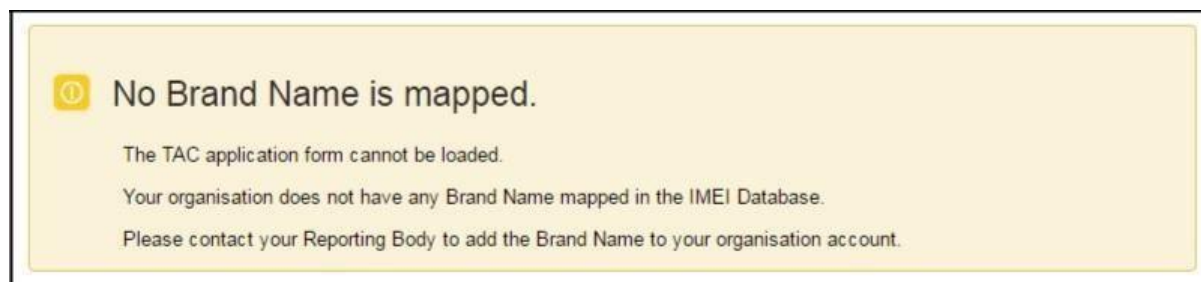 No Brand Name is mapped.
The TAC application form cannot be loaded.
Your organisation does not have any Brand Name mapped in the IMEI Database.
Please contact your Reporting Body to add the Brand Name to your organisation account.